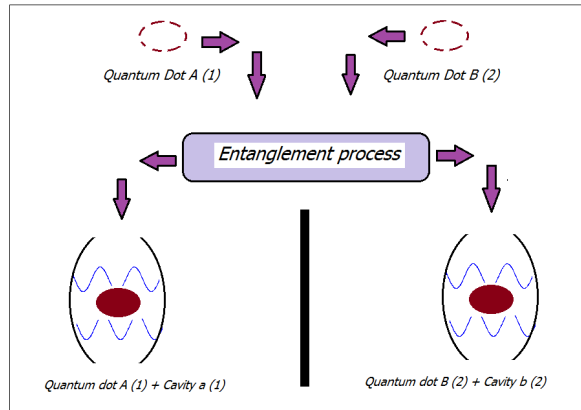 Quantum Dot A (1)
Quantum Dot B (2)
Entanglement process
Quantum dot A (1) + Cavity a (1)
Quantum dot B (2) + Cavity b (2)